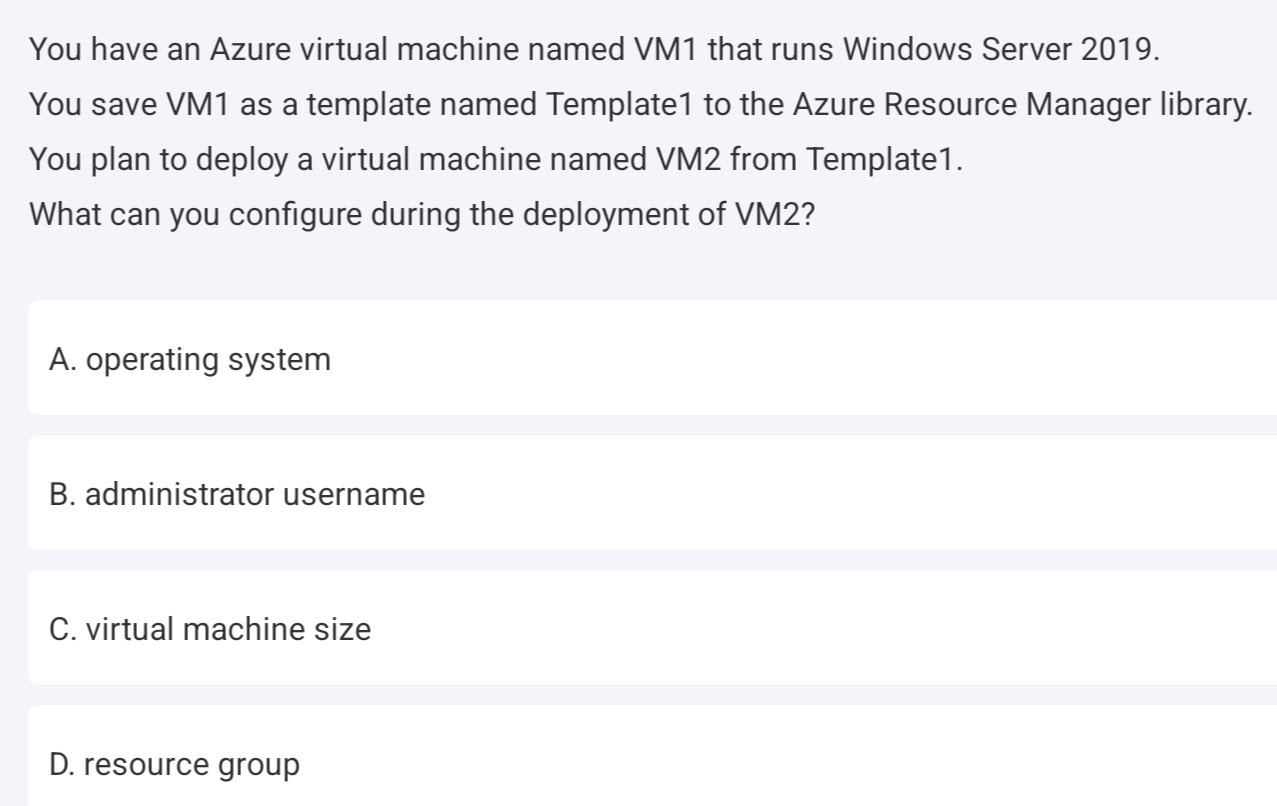 You have an Azure virtual machine named VM1 that runs Windows Server 2019.
You save VM1 as a template named Template1 to the Azure Resource Manager library.
You plan to deploy a virtual machine named VM2 from Template1.
What can you configure during the deployment of VM2?
A. operating system
B. administrator username
C. virtual machine size
D. resource group